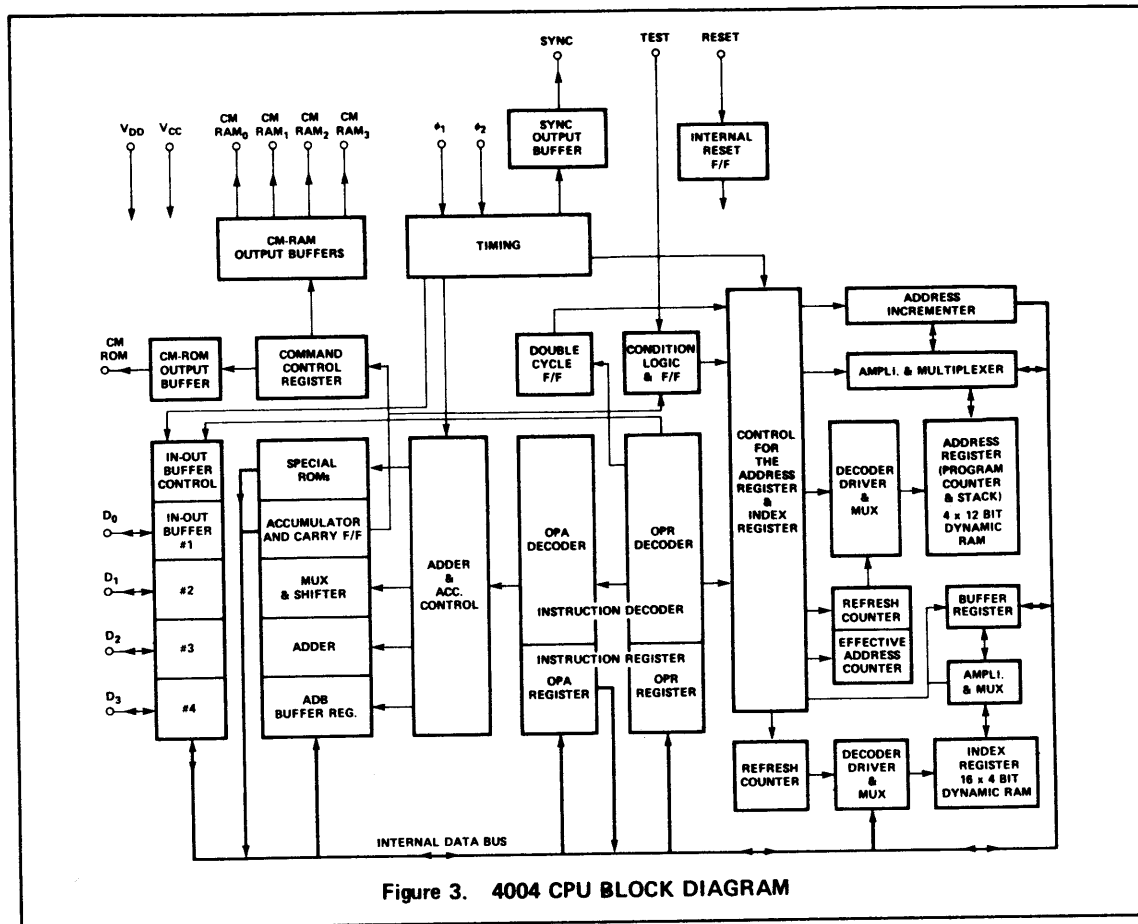 SYNC
TEST
RESET
V_DD
V_CC
CM
RAM₀
CM
RAM₁
CM
RAM₂
CM
RAM₃
ϕ₁
ϕ₂
SYNC
OUTPUT
BUFFER
INTERNAL
RESET
F/F
CM-RAM
OUTPUT BUFFERS
TIMING
CM
ROM
CM-ROM
OUTPUT
BUFFER
COMMAND
CONTROL
REGISTER
DOUBLE
CYCLE
F/F
CONDITION
LOGIC
& F/F
ADDRESS
INCREMENTER
AMPLI. & MULTIPLEXER
IN-OUT
BUFFER
CONTROL
IN-OUT
BUFFER
#1
#2
#3
#4
D₀
D₁
D₂
D₃
SPECIAL
ROMs
ACCUMULATOR
AND CARRY F/F
MUX
& SHIFTER
ADDER
ADB
BUFFER REG.
ADDER
&
ACC.
CONTROL
OPA
DECODER
OPR
DECODER
INSTRUCTION DECODER
INSTRUCTION REGISTER
OPA
REGISTER
OPR
REGISTER
CONTROL
FOR
THE
ADDRESS
REGISTER
&
INDEX
REGISTER
DECODER
DRIVER
&
MUX
ADDRESS
REGISTER
(PROGRAM
COUNTER
& STACK)
4 x 12 BIT
DYNAMIC
RAM
REFRESH
COUNTER
EFFECTIVE
ADDRESS
COUNTER
BUFFER
REGISTER
AMPLI.
& MUX
REFRESH
COUNTER
DECODER
DRIVER
&
MUX
INDEX
REGISTER
16 x 4 BIT
DYNAMIC RAM
INTERNAL DATA BUS
Figure 3. 4004 CPU BLOCK DIAGRAM